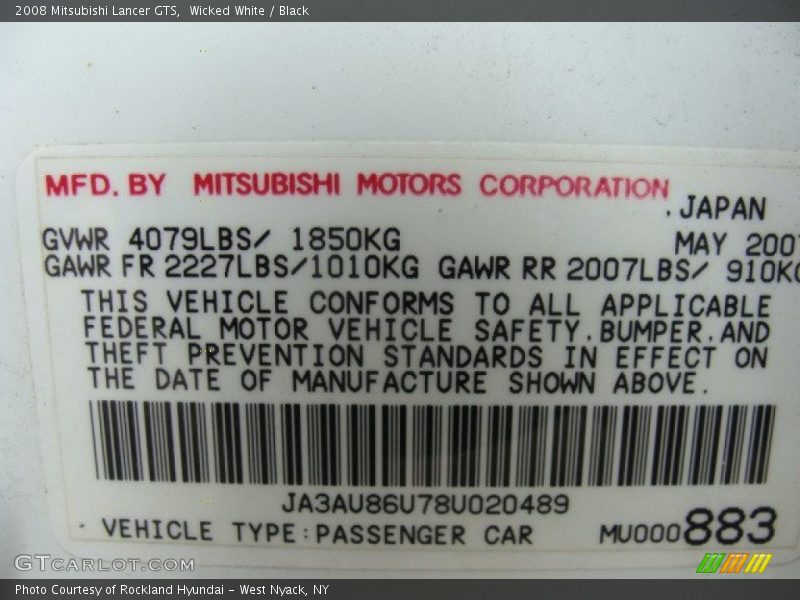 2008 Mitsubishi Lancer GTS,  Wicked White / Black
MFD. BY MITSUBISHI MOTORS CORPORATION
.JAPAN
GVWR 4079LBS/ 1850KG MAY 200
GAWR FR 2227LBS/1010KG GAWR RR 2007LBS/ 910KG
THIS VEHICLE CONFORMS TO ALL APPLICABLE
FEDERAL MOTOR VEHICLE SAFETY.BUMPER.AND
THEFT PREVENTION STANDARDS IN EFFECT ON
THE DATE OF MANUFACTURE SHOWN ABOVE.
JA3AU86U78U020489
VEHICLE TYPE:PASSENGER CAR MU000883
GTCARLOT.COM
Photo Courtesy of Rockland Hyundai - West Nyack, NY